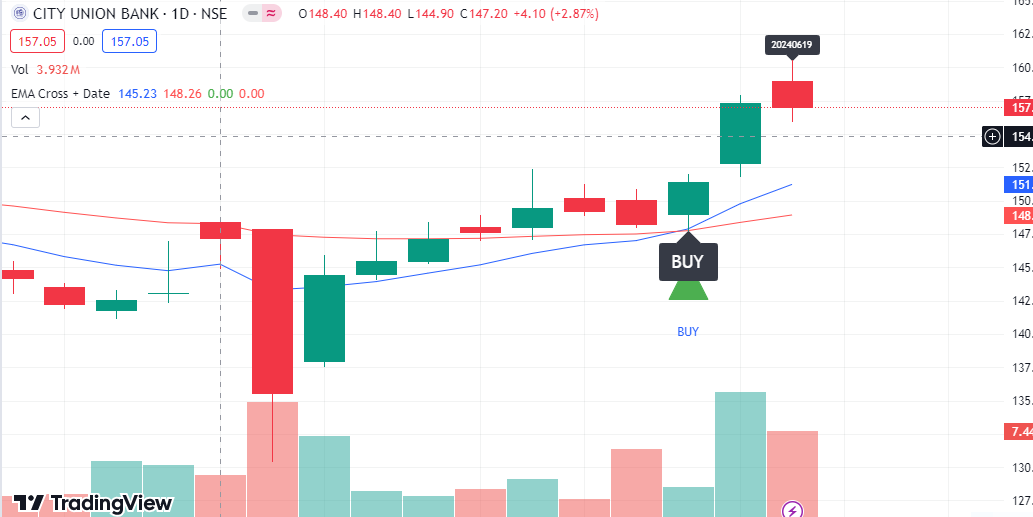 CITY UNION BANK · 1D · NSE O148.40 H148.40 L144.90 C147.20 +4.10 (+2.87%)
157.05 0.00 157.05
Vol 3.932M
EMA Cross + Date 145.23 148.26 0.00 0.00
20240619
BUY
BUY
165.
162.
160.
157.
157.
154.
152.
151.
150.
148.
147.
145.
142.
140.
137.
135.
7.44
130.
127.
TradingView